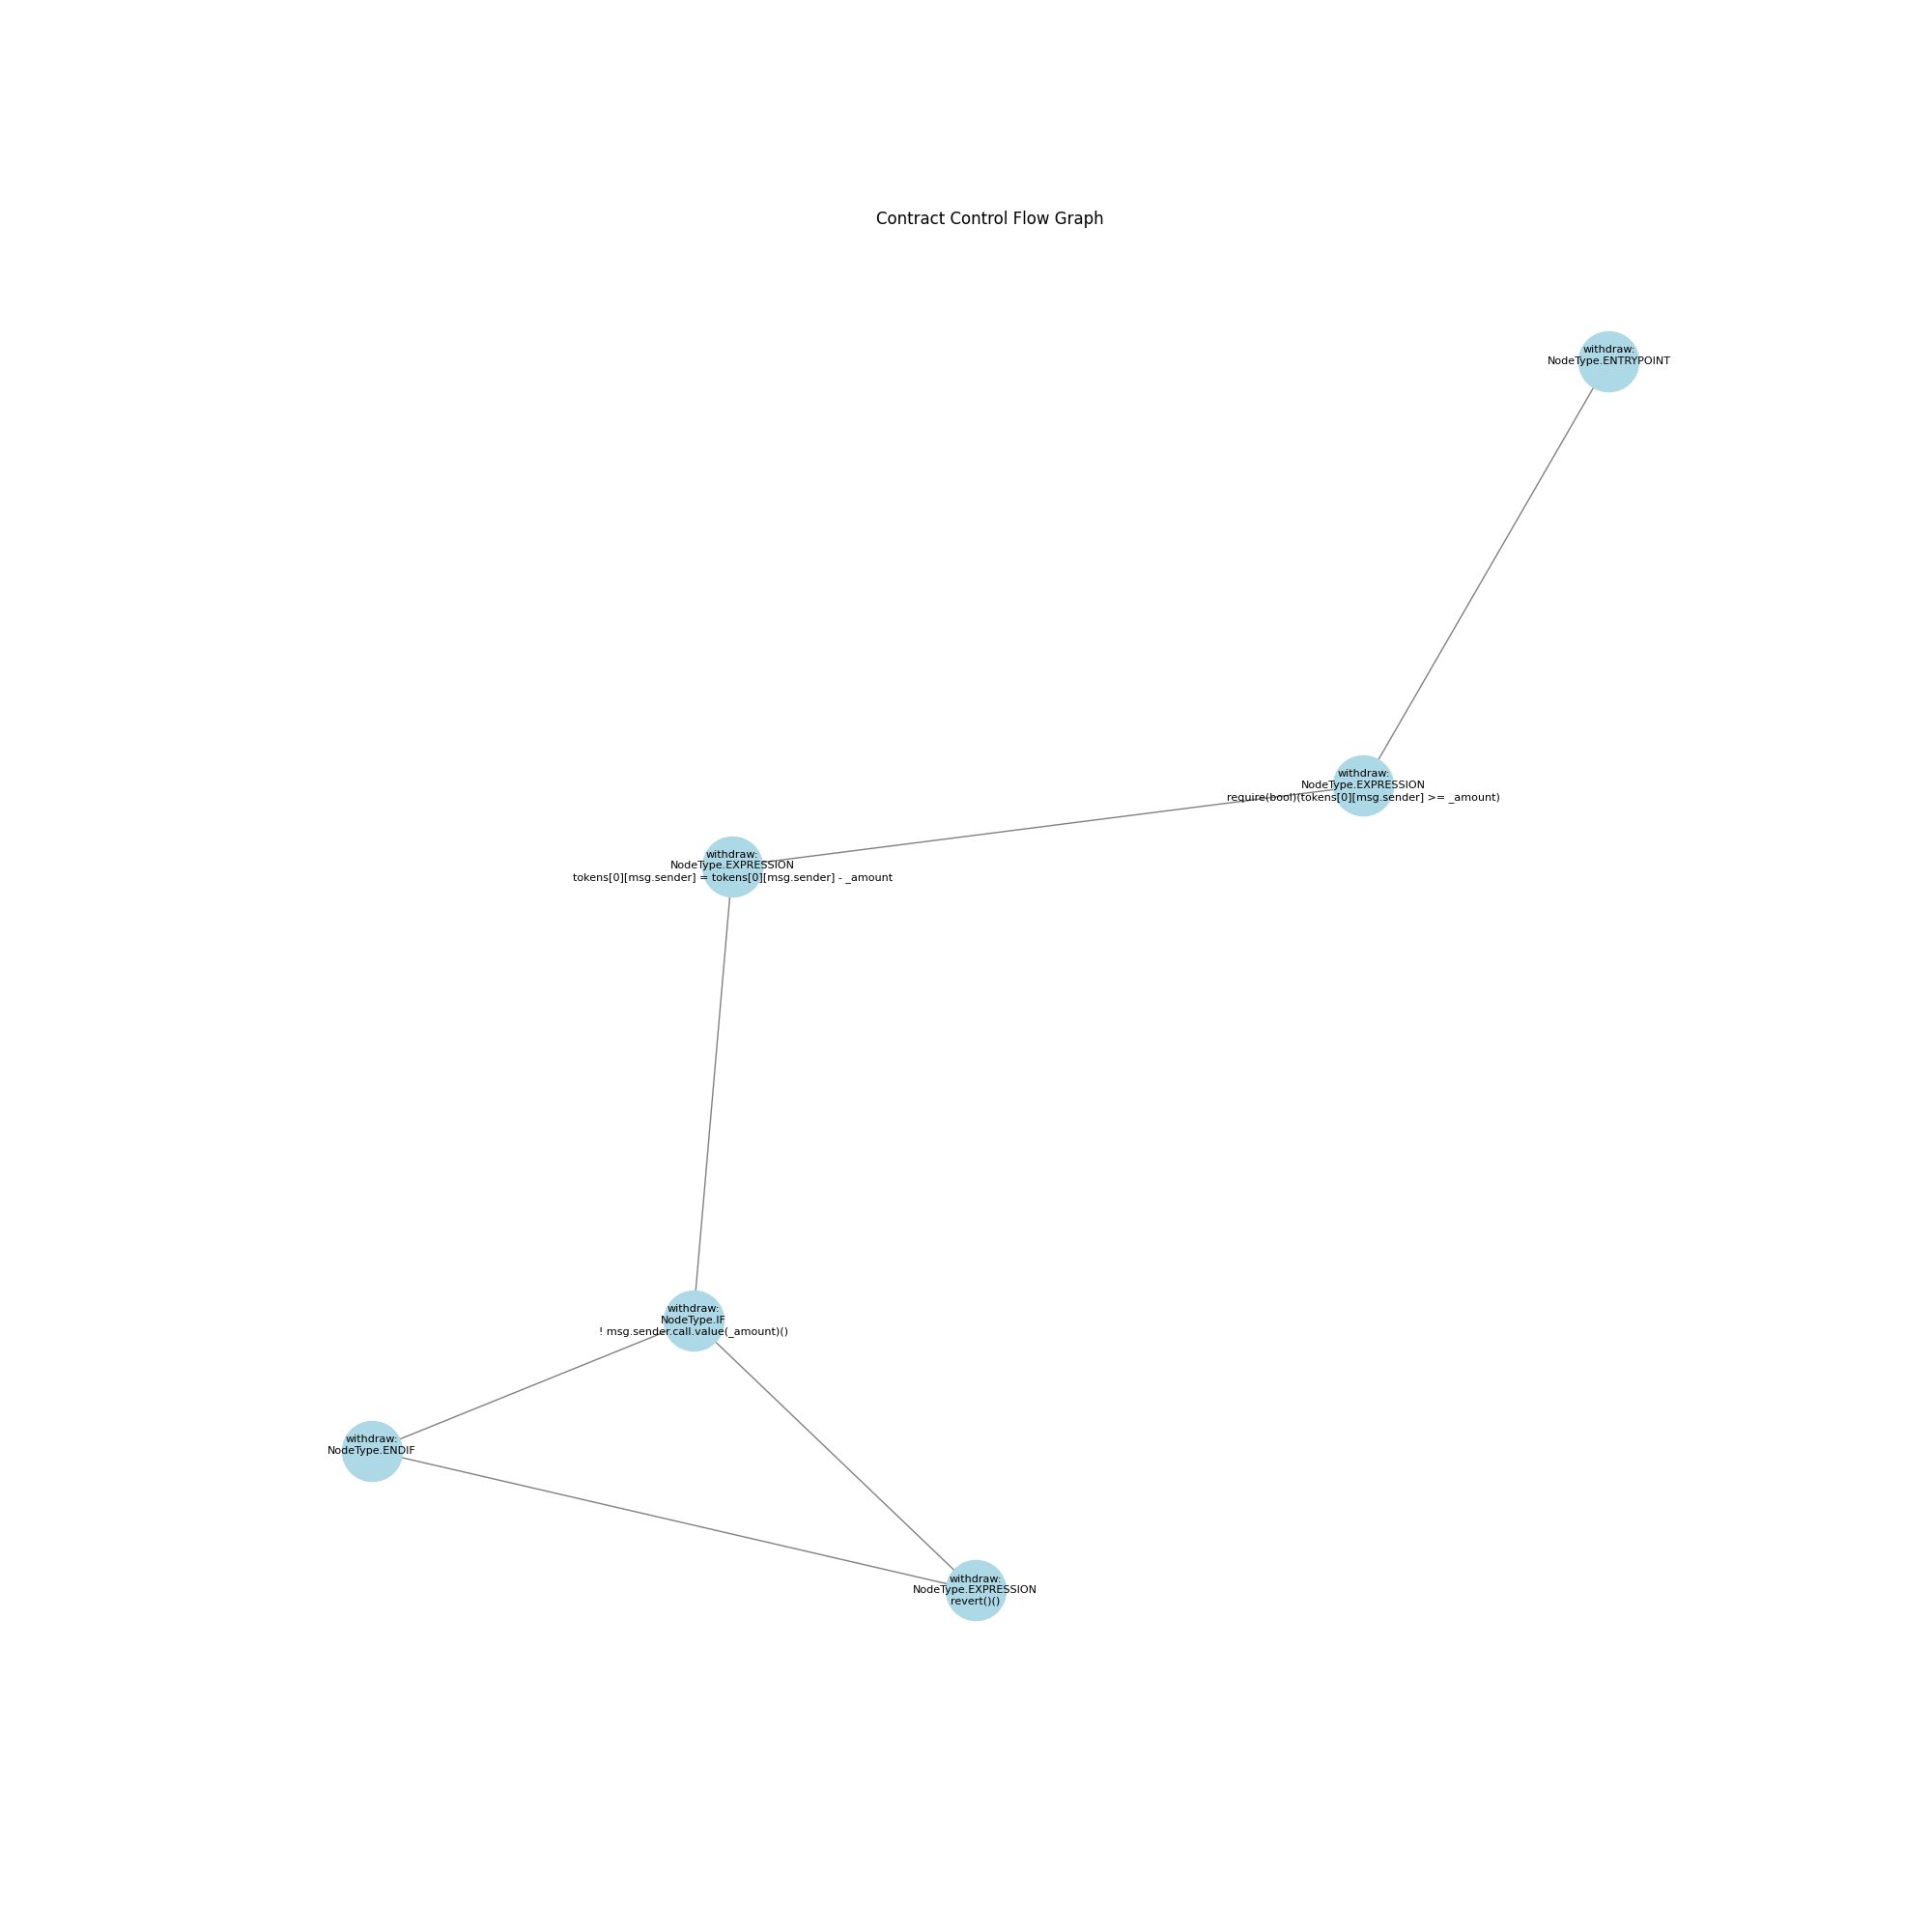 Contract Control Flow Graph
withdraw:
NodeType.ENTRYPOINT
withdraw:
NodeType.EXPRESSION
require(bool)(tokens[0][msg.sender] >= _amount)
withdraw:
NodeType.EXPRESSION
tokens[0][msg.sender] = tokens[0][msg.sender] - _amount
withdraw:
NodeType.IF
! msg.sender.call.value(_amount)()
withdraw:
NodeType.ENDIF
withdraw:
NodeType.EXPRESSION
revert()()